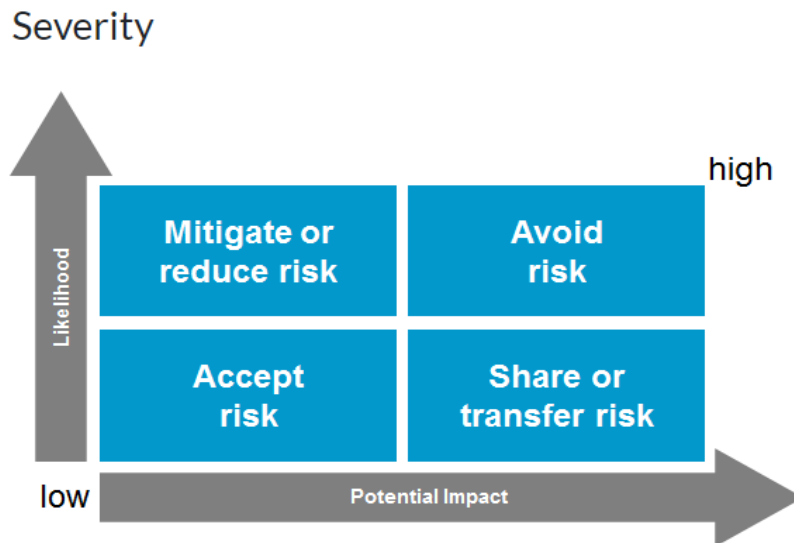 Severity
high
Mitigate or
reduce risk
Avoid
risk
Likelihood
Accept
risk
Share or
transfer risk
low
Potential Impact